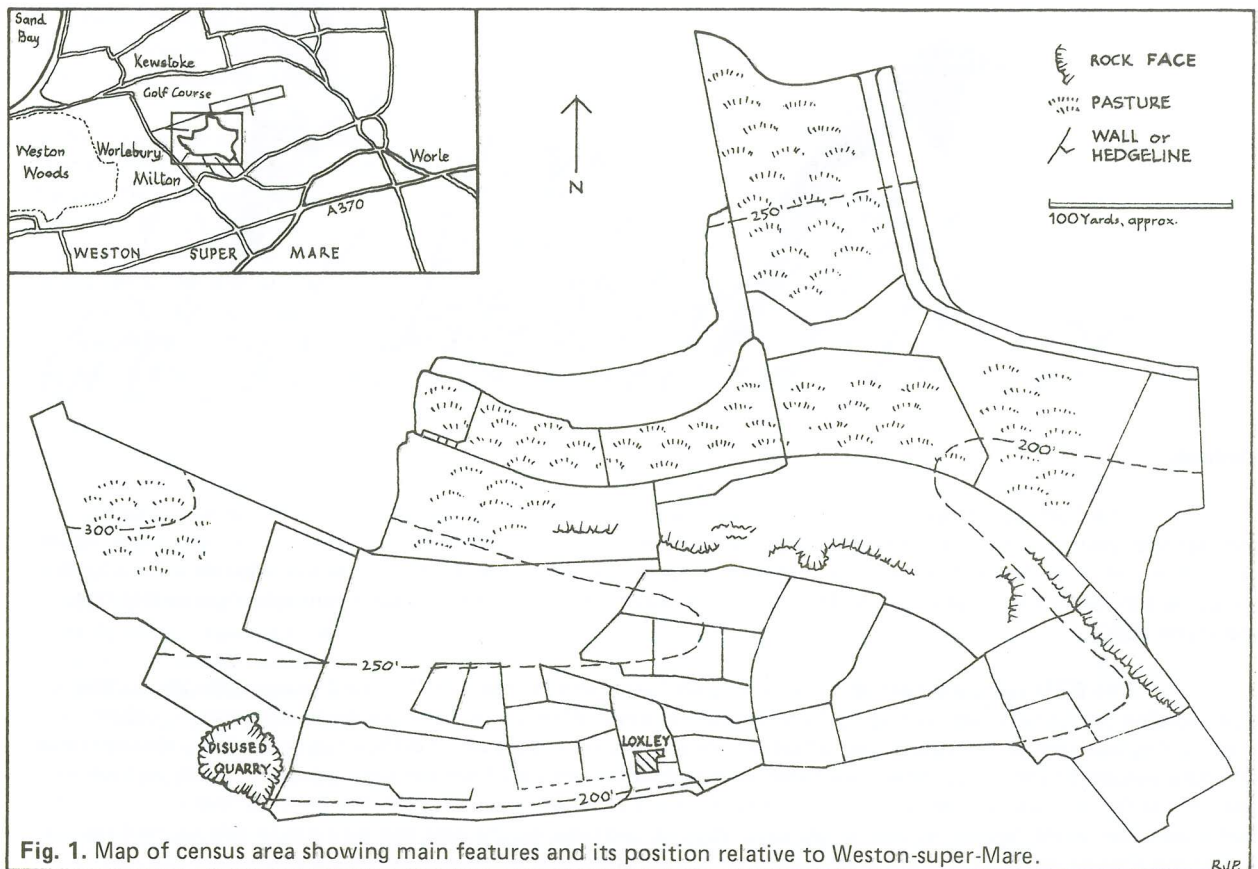 Sand
Bay
Kewstoke
Golf Course
Weston
Woods
Worlebury
Milton
Worle
A370
WESTON SUPER MARE
N
ROCK FACE
PASTURE
WALL or
HEDGELINE
100 Yards, approx.
250'
200'
300'
250'
LOXLEY
DISUSED
QUARRY
200'
Fig. 1. Map of census area showing main features and its position relative to Weston-super-Mare.
RJP.